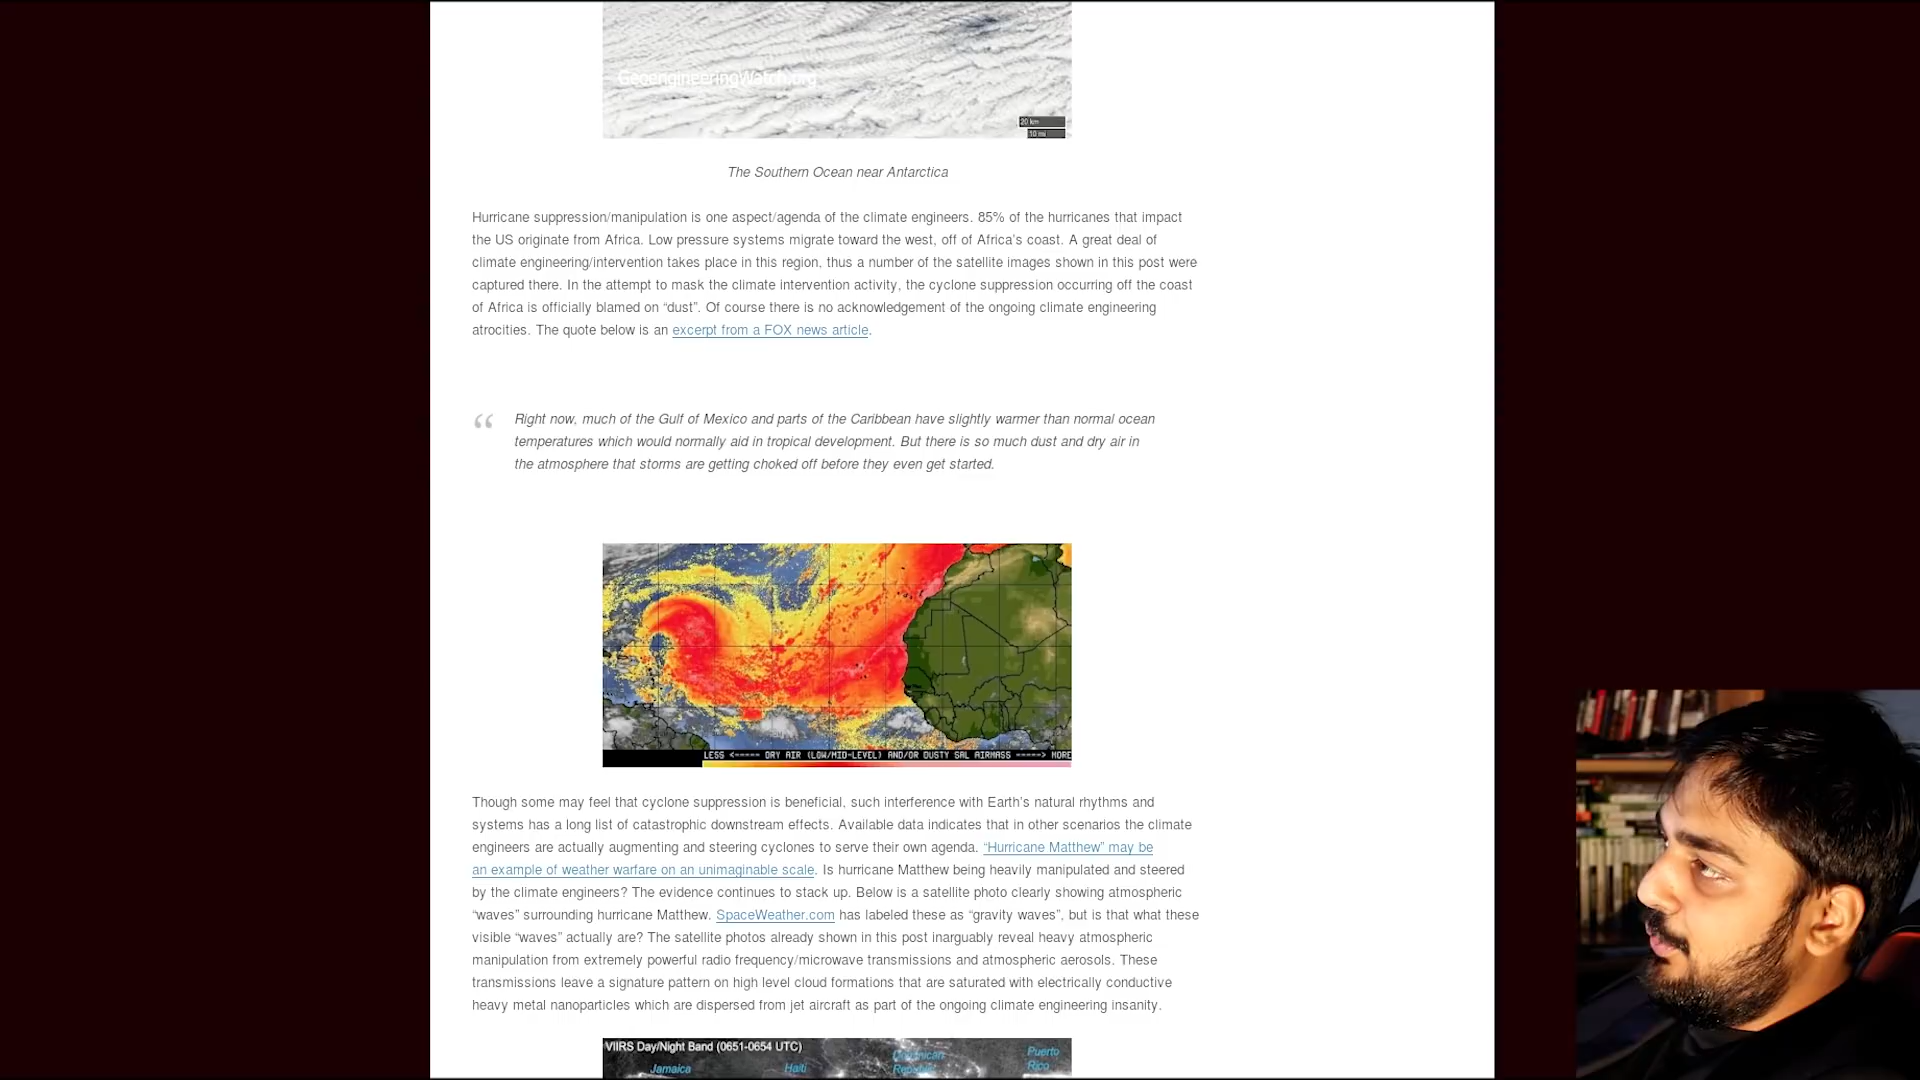 GeoengineeringWatch.org
20 km
10 mi
The Southern Ocean near Antarctica
Hurricane suppression/manipulation is one aspect/agenda of the climate engineers. 85% of the hurricanes that impact
the US originate from Africa. Low pressure systems migrate toward the west, off of Africa's coast. A great deal of
climate engineering/intervention takes place in this region, thus a number of the satellite images shown in this post were
captured there. In the attempt to mask the climate intervention activity, the cyclone suppression occurring off the coast
of Africa is officially blamed on “dust”. Of course there is no acknowledgement of the ongoing climate engineering
atrocities. The quote below is an excerpt from a FOX news article.
“ Right now, much of the Gulf of Mexico and parts of the Caribbean have slightly warmer than normal ocean
temperatures which would normally aid in tropical development. But there is so much dust and dry air in
the atmosphere that storms are getting choked off before they even get started.
LESS <----- DRY AIR (LOW/MID-LEVEL) AND/OR DUSTY SAL AIRMASS -----> MORE
Though some may feel that cyclone suppression is beneficial, such interference with Earth's natural rhythms and
systems has a long list of catastrophic downstream effects. Available data indicates that in other scenarios the climate
engineers are actually augmenting and steering cyclones to serve their own agenda. “Hurricane Matthew” may be
an example of weather warfare on an unimaginable scale. Is hurricane Matthew being heavily manipulated and steered
by the climate engineers? The evidence continues to stack up. Below is a satellite photo clearly showing atmospheric
“waves” surrounding hurricane Matthew. SpaceWeather.com has labeled these as “gravity waves”, but is that what these
visible “waves” actually are? The satellite photos already shown in this post inarguably reveal heavy atmospheric
manipulation from extremely powerful radio frequency/microwave transmissions and atmospheric aerosols. These
transmissions leave a signature pattern on high level cloud formations that are saturated with electrically conductive
heavy metal nanoparticles which are dispersed from jet aircraft as part of the ongoing climate engineering insanity.
VIIRS Day/Night Band (0651-0654 UTC)
Jamaica
Haiti
Dominican
Republic
Puerto
Rico